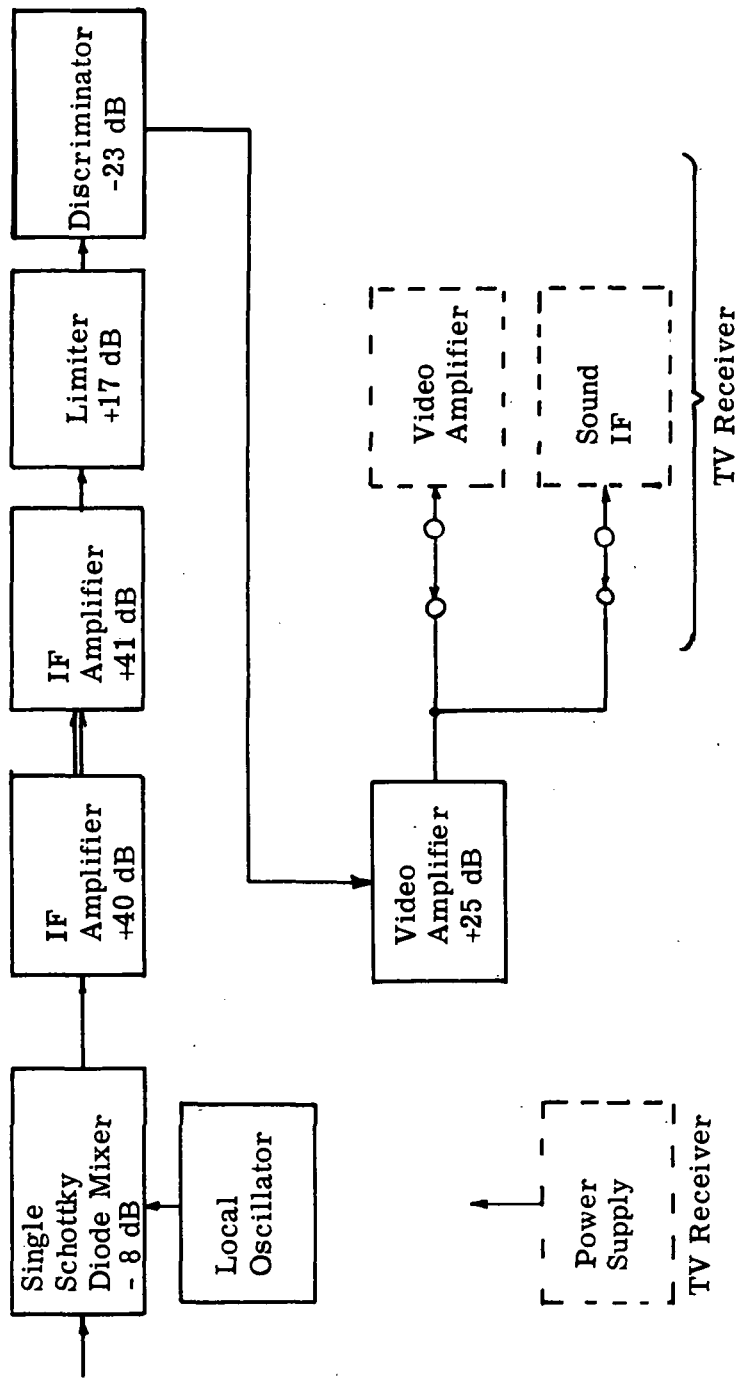 Single
Schottky
Diode Mixer
- 8 dB
IF
Amplifier
+40 dB
IF
Amplifier
+41 dB
Limiter
+17 dB
Discriminator
-23 dB
Local
Oscillator
Video
Amplifier
+25 dB
Video
Amplifier
Sound
IF
TV Receiver
Power
Supply
TV Receiver